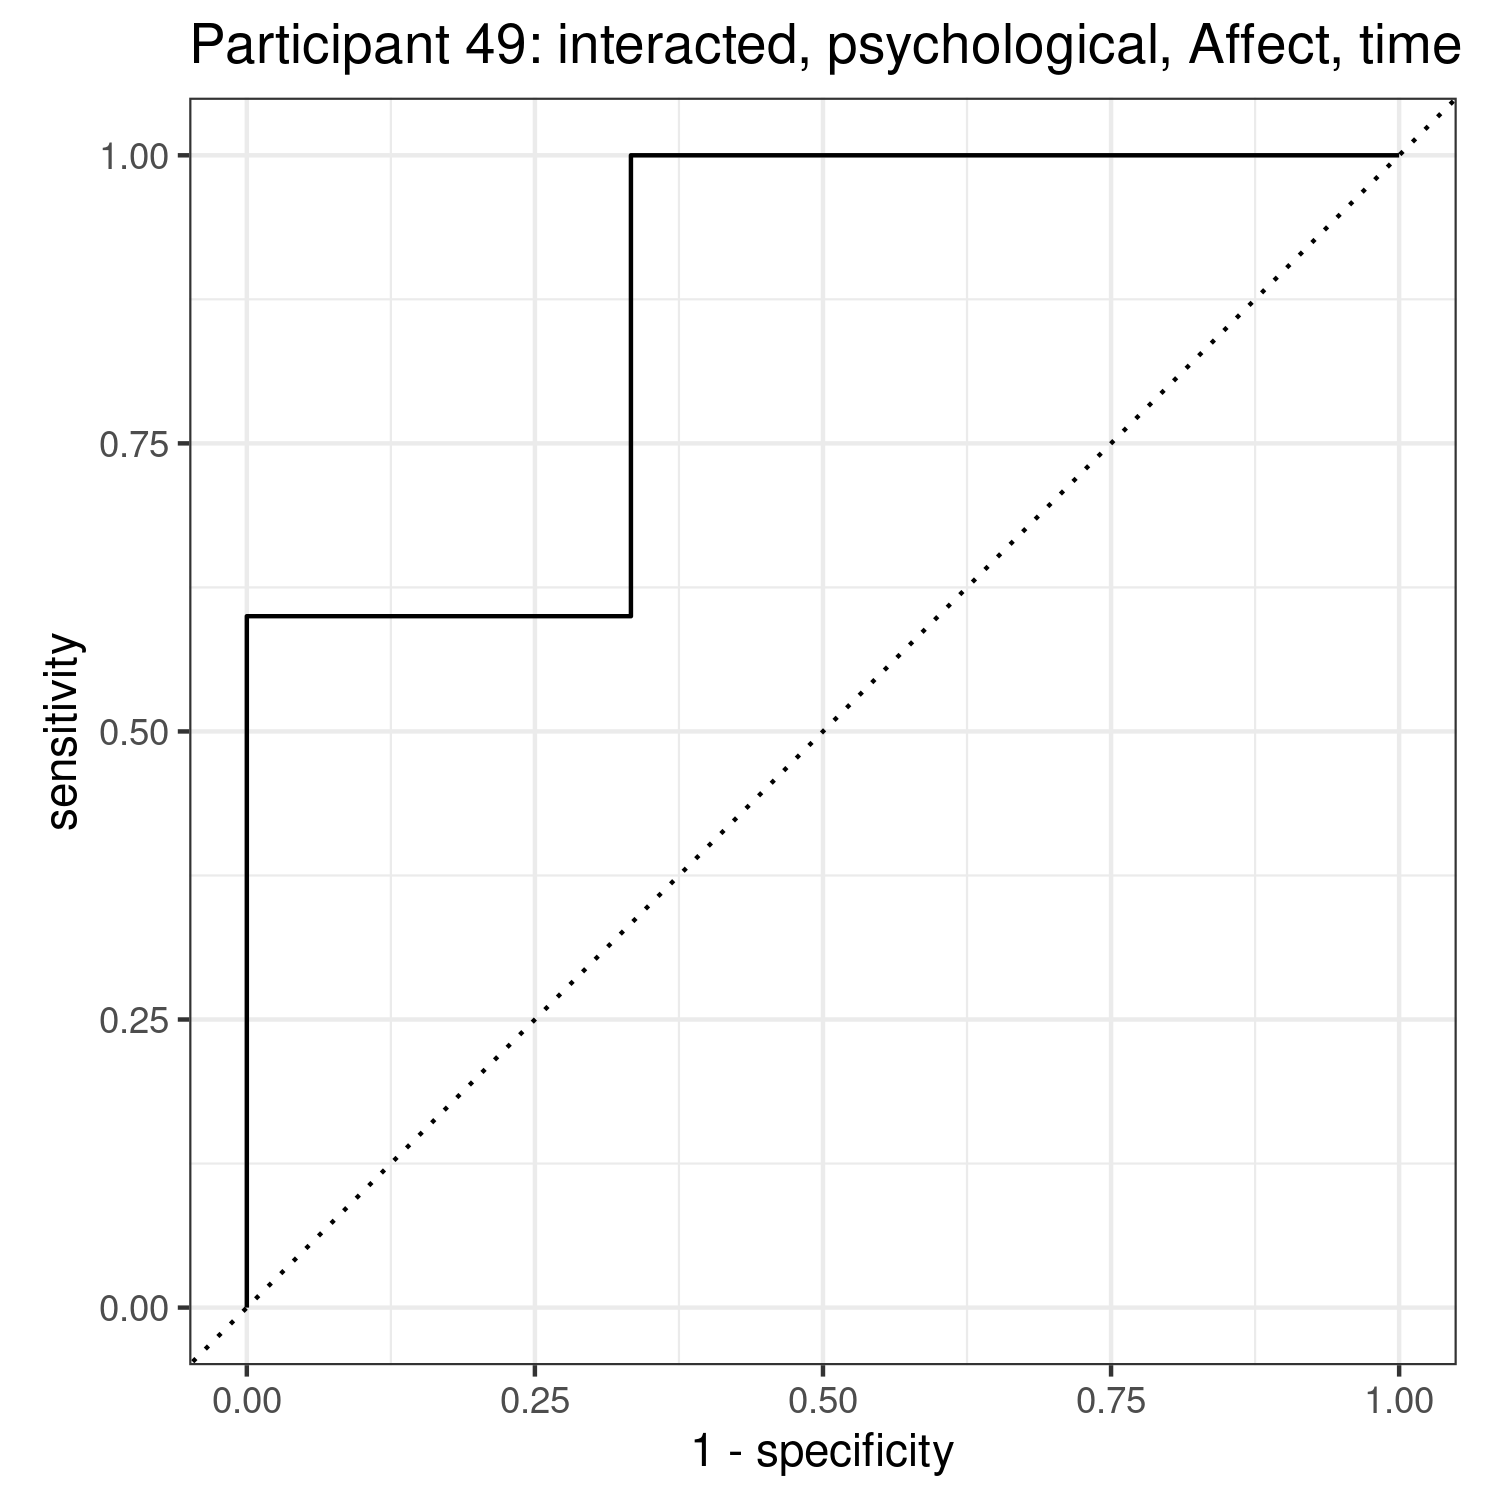 Participant 49: interacted, psychological, Affect, time
1.00
0.75
0.50
0.25
0.00
sensitivity
0.00 0.25 0.50 0.75 1.00
1 - specificity